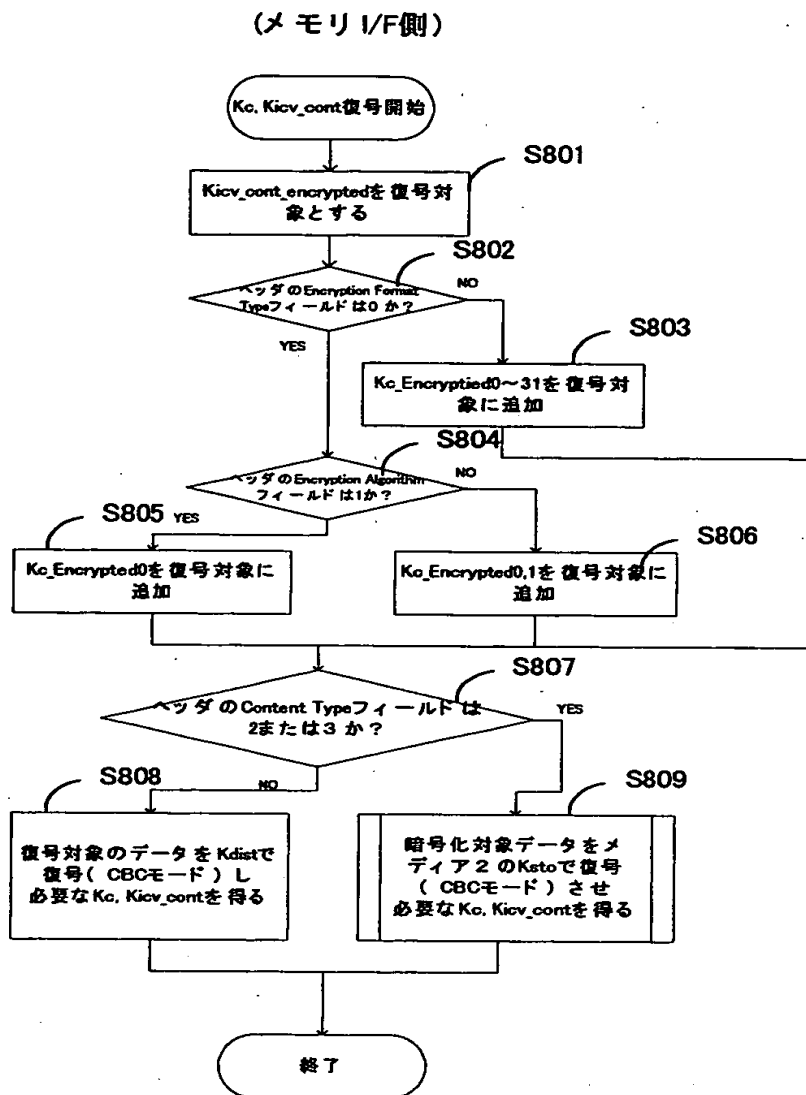 (メモリI/F側)
Kc, Kicv_cont復号開始
S801
Kicv_cont_encryptedを復号対
象とする
S802
ヘッダのEncryption Format
Typeフィールドは0か?
NO
YES
S803
Kc_Encryptied0~31を復号対
象に追加
S804
ヘッダのEncryption Algorithm
フィールドは1か?
NO
S805
YES
Kc_Encrypted0を復号対象に
追加
S806
Kc_Encrypted0,1を復号対象に
追加
S807
ヘッダのContent Typeフィールドは
2または3か?
YES
NO
S808
復号対象のデータをKdistで
復号(CBCモード)し
必要なKc, Kicv_contを得る
S809
暗号化対象データをメ
ディア2のKstoで復号
(CBCモード)させ
必要なKc, Kicv_contを得る
終了